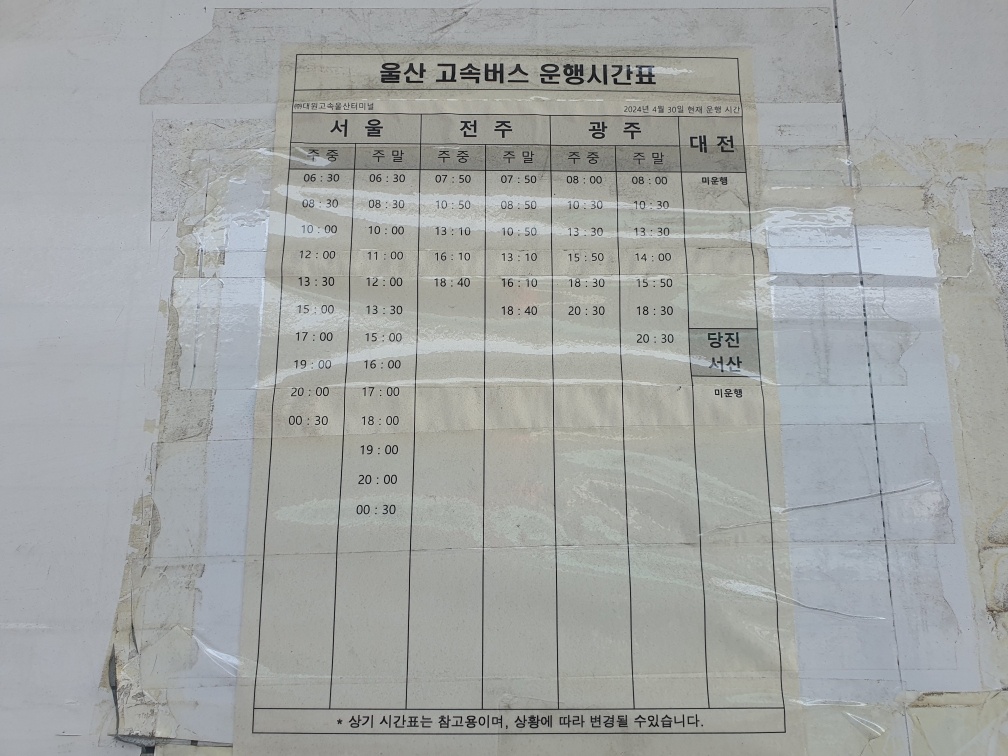 울산 고속버스 운행시간표
㈜대원고속울산터미널 2024년 4월 30일 현재 운행 시간
서 울 전 주 광 주 대 전
주 중 주 말 주 중 주 말 주 중 주 말
06 : 30 06 : 30 07 : 50 07 : 50 08 : 00 08 : 00 미운행
08 : 30 08 : 30 10 : 50 08 : 50 10 : 30 10 : 30
10 : 00 10 : 00 13 : 10 10 : 50 13 : 30 13 : 30
12 : 00 11 : 00 16 : 10 13 : 10 15 : 50 14 : 00
13 : 30 12 : 00 18 : 40 16 : 10 18 : 30 15 : 50
15 : 00 13 : 30 18 : 40 20 : 30 18 : 30
17 : 00 15 : 00 20 : 30 당진
19 : 00 16 : 00 서산
20 : 00 17 : 00 미운행
00 : 30 18 : 00
19 : 00
20 : 00
00 : 30
* 상기 시간표는 참고용이며, 상황에 따라 변경될 수있습니다.